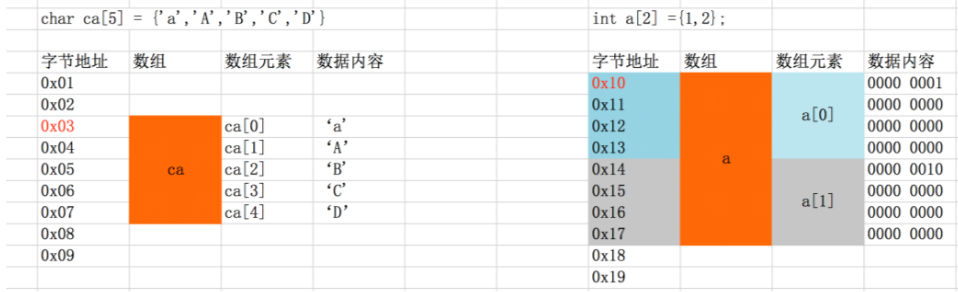 char ca[5] = {'a','A','B','C','D'}
字节地址 数组 数组元素 数据内容
0x01
0x02
0x03 ca[0] ‘a’
0x04 ca[1] ‘A’
0x05 ca ca[2] ‘B’
0x06 ca[3] ‘C’
0x07 ca[4] ‘D’
0x08
0x09
int a[2] ={1,2};
字节地址 数组 数组元素 数据内容
0x10 0000 0001
0x11 a[0] 0000 0000
0x12 0000 0000
0x13 a 0000 0000
0x14 0000 0010
0x15 a[1] 0000 0000
0x16 0000 0000
0x17 0000 0000
0x18
0x19